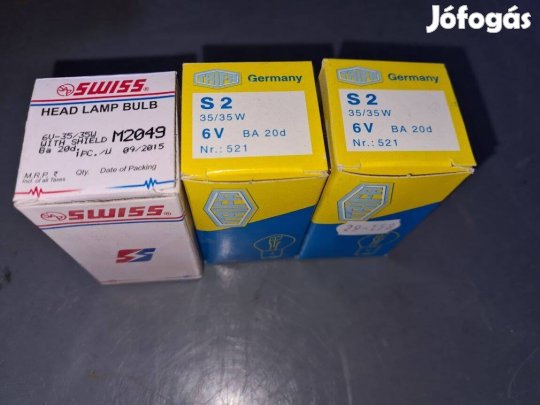 Jófogás
SWISS®
HEAD LAMP BULB
6V-35/35W
WITH SHIELD M2049
Ba 20d. 1PC./U 09/2015
M.R.P. ₹ Qty. Date of Packing
Incl. of all Taxes
SWISS®
Germany
S 2
35/35W
6V BA 20d
Nr.: 521
Germany
S 2
35/35W
6V BA 20d
Nr.: 521